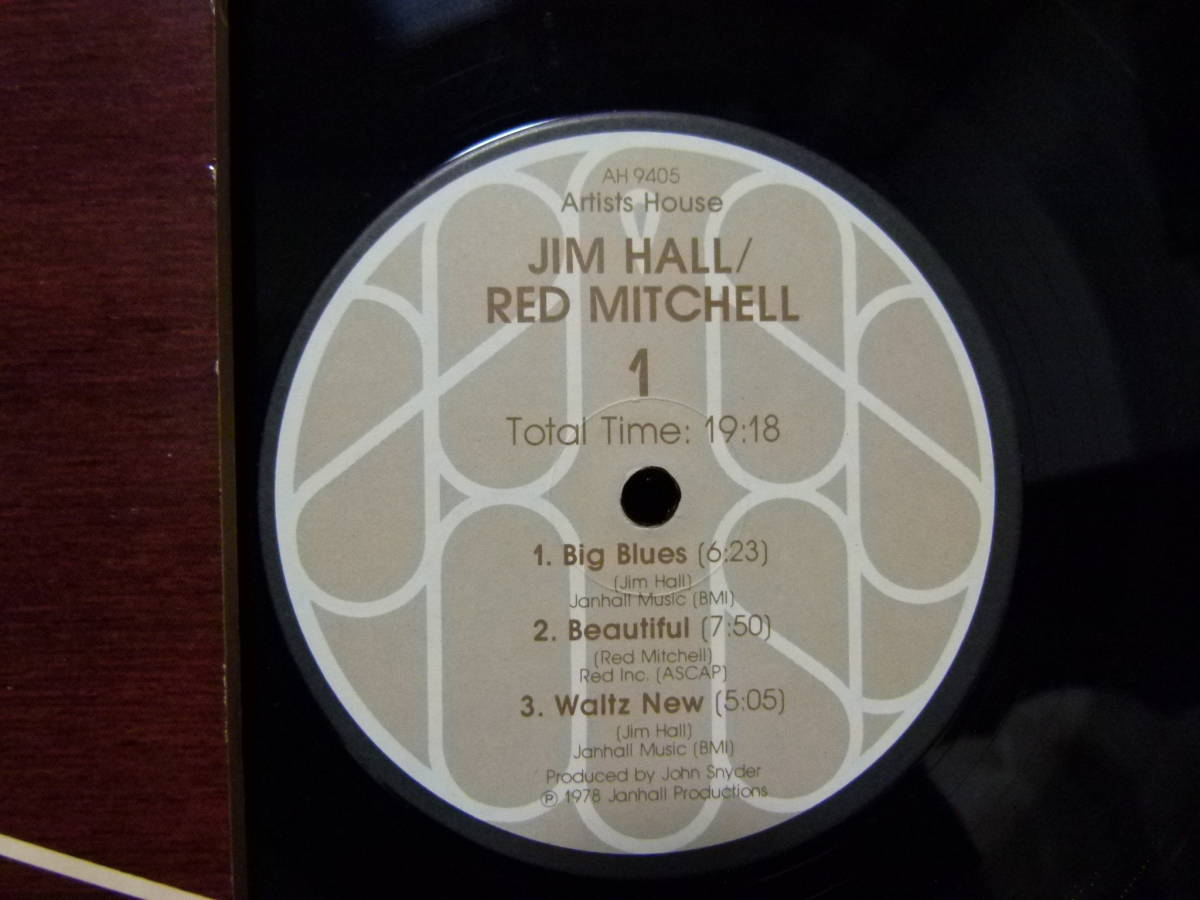 AH 9405
Artists House
JIM HALL/
RED MITCHELL
1
Total Time: 19:18
1. Big Blues (6:23)
(Jim Hall)
Janhall Music (BMI)
2. Beautiful (7:50)
(Red Mitchell)
Red Inc. (ASCAP)
3. Waltz New (5:05)
(Jim Hall)
Janhall Music (BMI)
Produced by John Snyder
℗ 1978 Janhall Productions